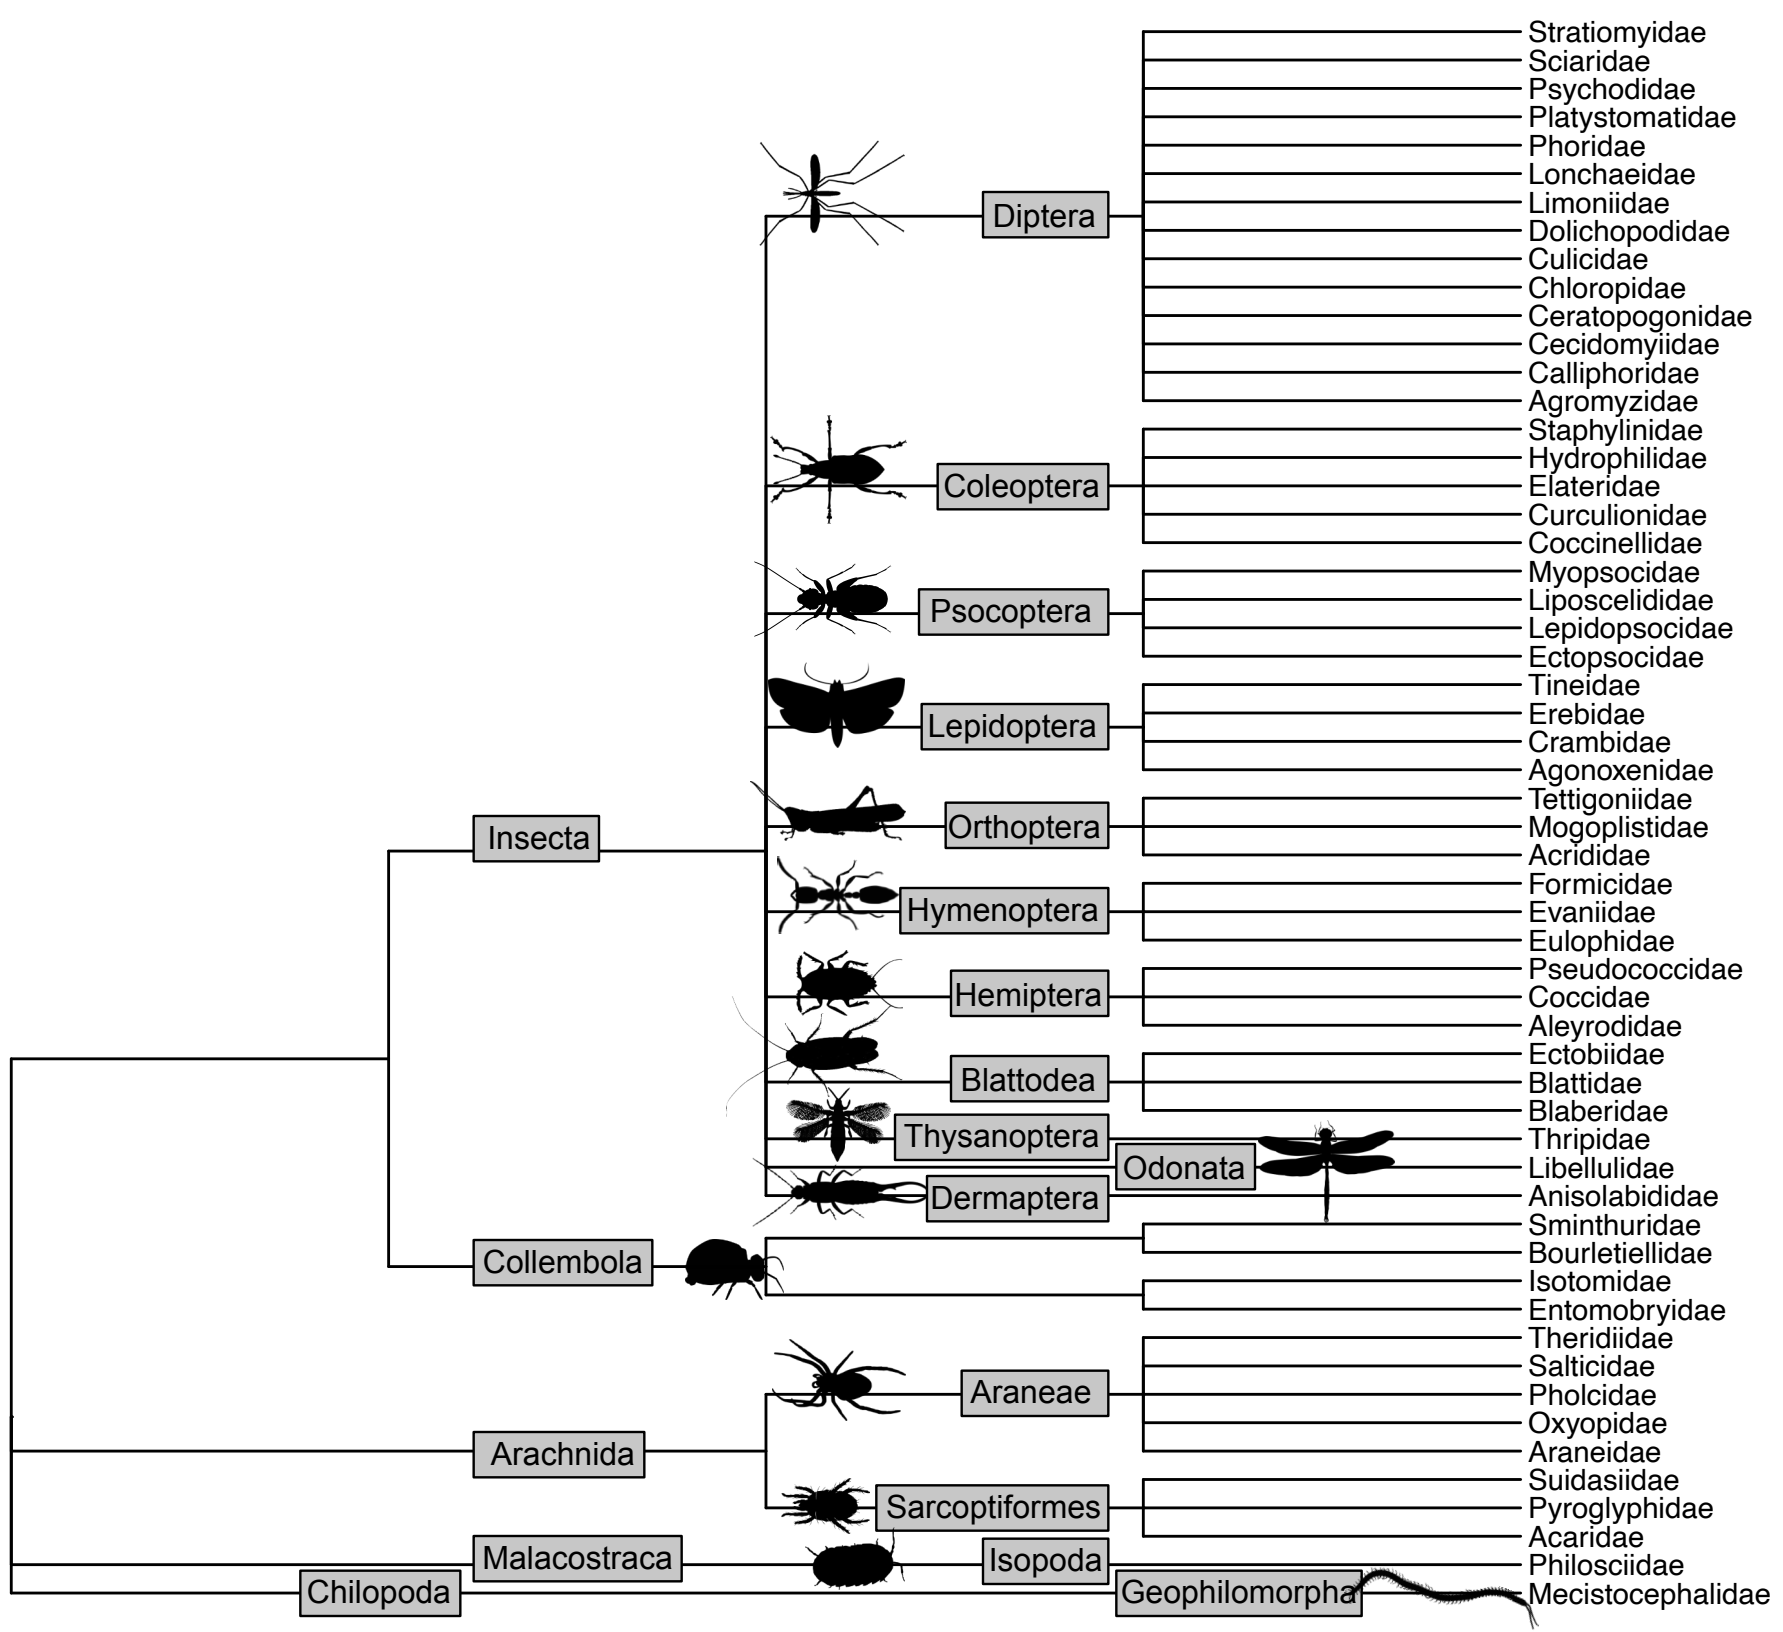 Stratiomyidae
Sciaridae
Psychodidae
Platystomatidae
Phoridae
Lonchaeidae
Limoniidae
Diptera
Dolichopodidae
Culicidae
Chloropidae
Ceratopogonidae
Cecidomyiidae
Calliphoridae
Agromyzidae
Staphylinidae
Hydrophilidae
Coleoptera
Elateridae
Curculionidae
Coccinellidae
Myopsocidae
Liposcelididae
Psocoptera
Lepidopsocidae
Ectopsocidae
Tineidae
Erebidae
Lepidoptera
Crambidae
Agonoxenidae
Tettigoniidae
Orthoptera
Mogoplistidae
Insecta
Acrididae
Formicidae
Hymenoptera
Evaniidae
Eulophidae
Pseudococcidae
Hemiptera
Coccidae
Aleyrodidae
Ectobiidae
Blattodea
Blattidae
Blaberidae
Thysanoptera
Thripidae
Odonata
Libellulidae
Dermaptera
Anisolabididae
Sminthuridae
Bourletiellidae
Collembola
Isotomidae
Entomobryidae
Theridiidae
Salticidae
Araneae
Pholcidae
Oxyopidae
Arachnida
Araneidae
Suidasiidae
Sarcoptiformes
Pyroglyphidae
Acaridae
Malacostraca
Isopoda
Philosciidae
Chilopoda
Geophilomorpha
Mecistocephalidae